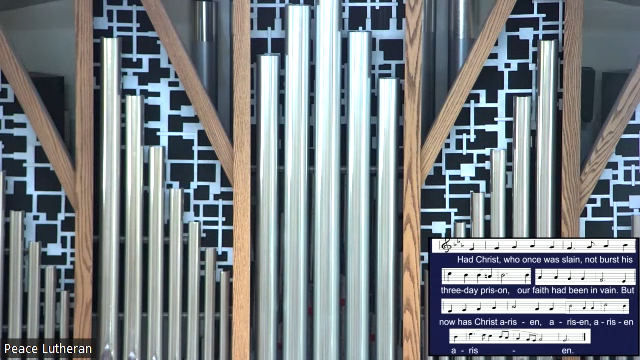 Had Christ, who once was slain, not burst his
three-day pris-on, our faith had been in vain. But
now has Christ a-ris - en, a - ris-en, a - ris - en
a - ris - en.
Peace Lutheran